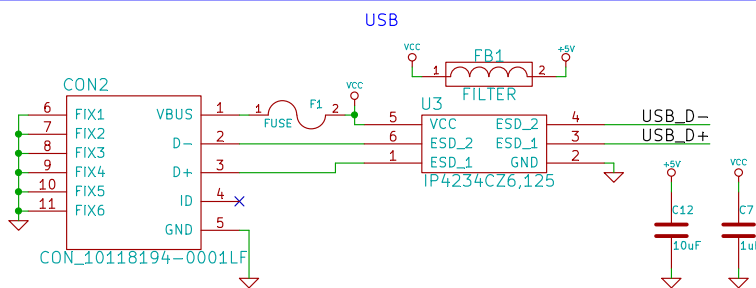 USB
VCC
FB1
+5V
1
2
FILTER
CON2
VCC
U3
6
FIX1
VBUS
1
1
FUSE
F1
2
5
VCC
ESD_2
4
USB_D-
7
FIX2
D-
2
6
ESD_2
ESD_1
3
USB_D+
8
FIX3
1
ESD_1
GND
2
9
FIX4
D+
3
IP4234CZ6,125
10
FIX5
ID
4
11
FIX6
GND
5
CON_10118194-0001LF
+5V
VCC
C12
10uF
C7